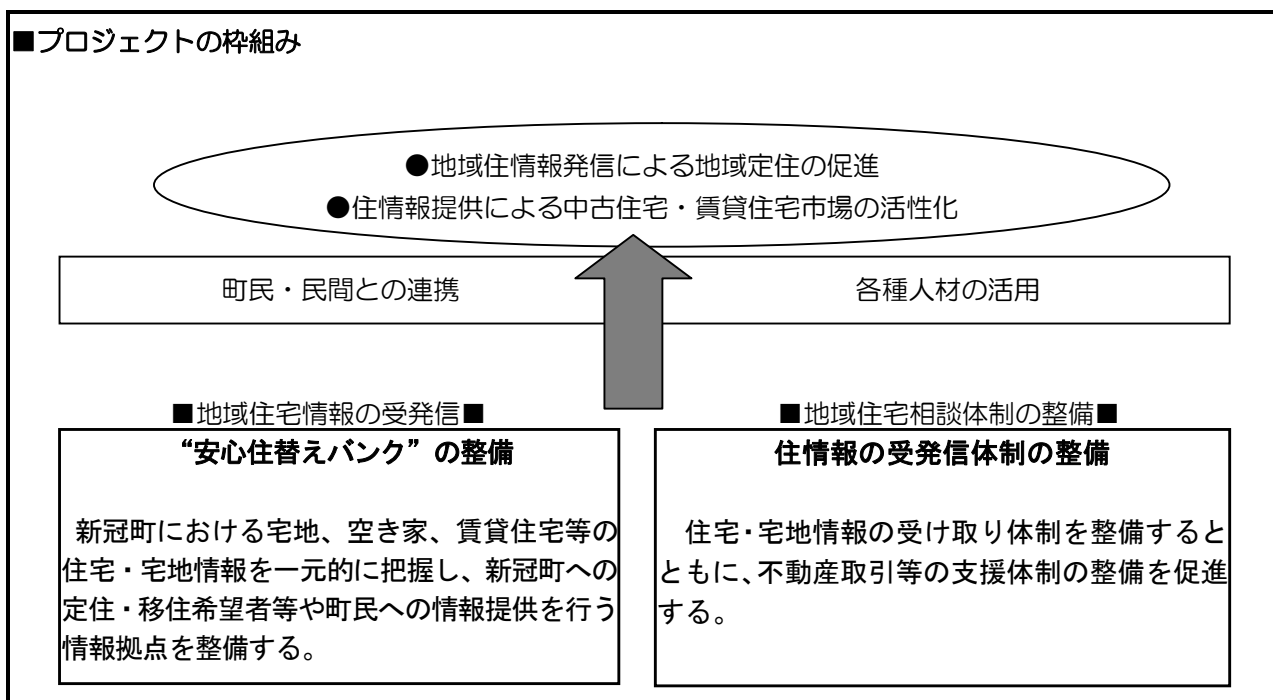 ■プロジェクトの枠組み
●地域住情報発信による地域定住の促進
●住情報提供による中古住宅・賃貸住宅市場の活性化
町民・民間との連携
各種人材の活用
■地域住宅情報の受発信■
“安心住替えバンク”の整備
新冠町における宅地、空き家、賃貸住宅等の
住宅・宅地情報を一元的に把握し、新冠町への
定住・移住希望者等や町民への情報提供を行う
情報拠点を整備する。
■地域住宅相談体制の整備■
住情報の受発信体制の整備
住宅・宅地情報の受け取り体制を整備すると
ともに、不動産取引等の支援体制の整備を促進
する。